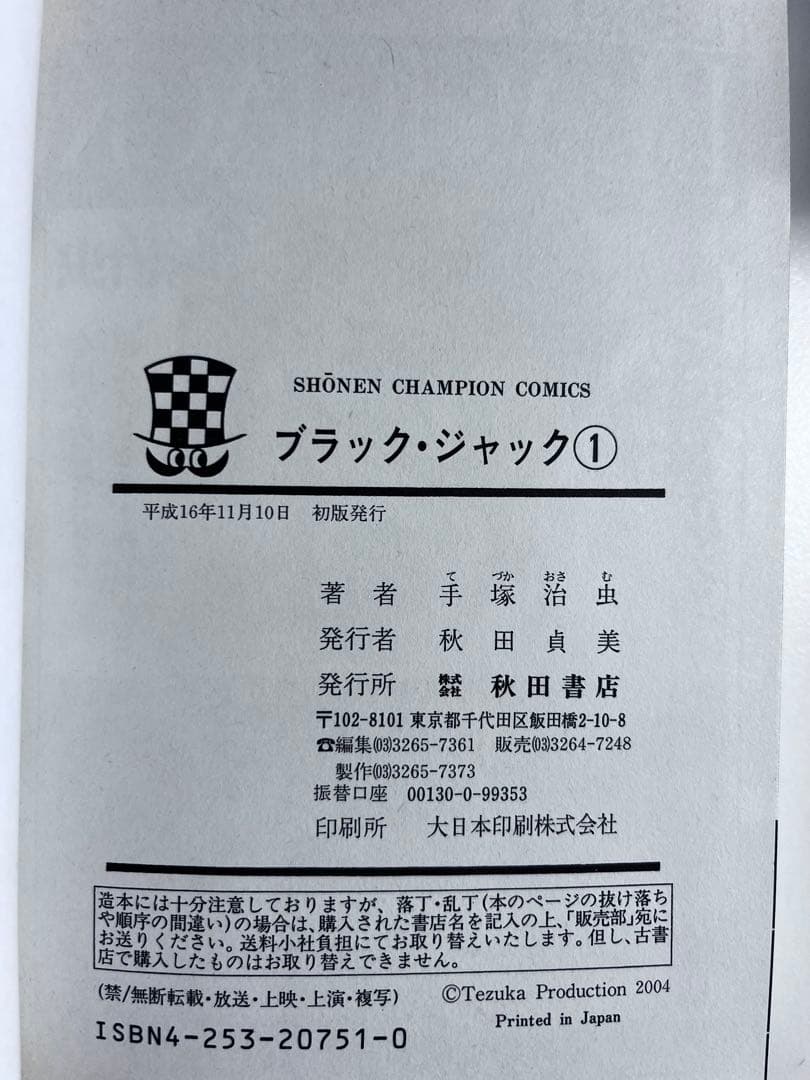 SHŌNEN CHAMPION COMICS
ブラック・ジャック①
平成16年11月10日　初版発行
て づか おさ む
著者 手塚治虫
発行者 秋田貞美
発行所 株式会社 秋田書店
〒102-8101 東京都千代田区飯田橋2-10-8
☎編集(03)3265-7361 販売(03)3264-7248
製作(03)3265-7373
振替口座 00130-0-99353
印刷所 大日本印刷株式会社
造本には十分注意しておりますが、落丁・乱丁(本のページの抜け落ち
や順序の間違い)の場合は、購入された書店名を記入の上、「販売部」宛に
お送りください。送料小社負担にてお取り替えいたします。但し、古書
店で購入したものはお取り替えできません。
(禁/無断転載・放送・上映・上演・複写)　©Tezuka Production 2004
ISBN4-253-20751-0　Printed in Japan